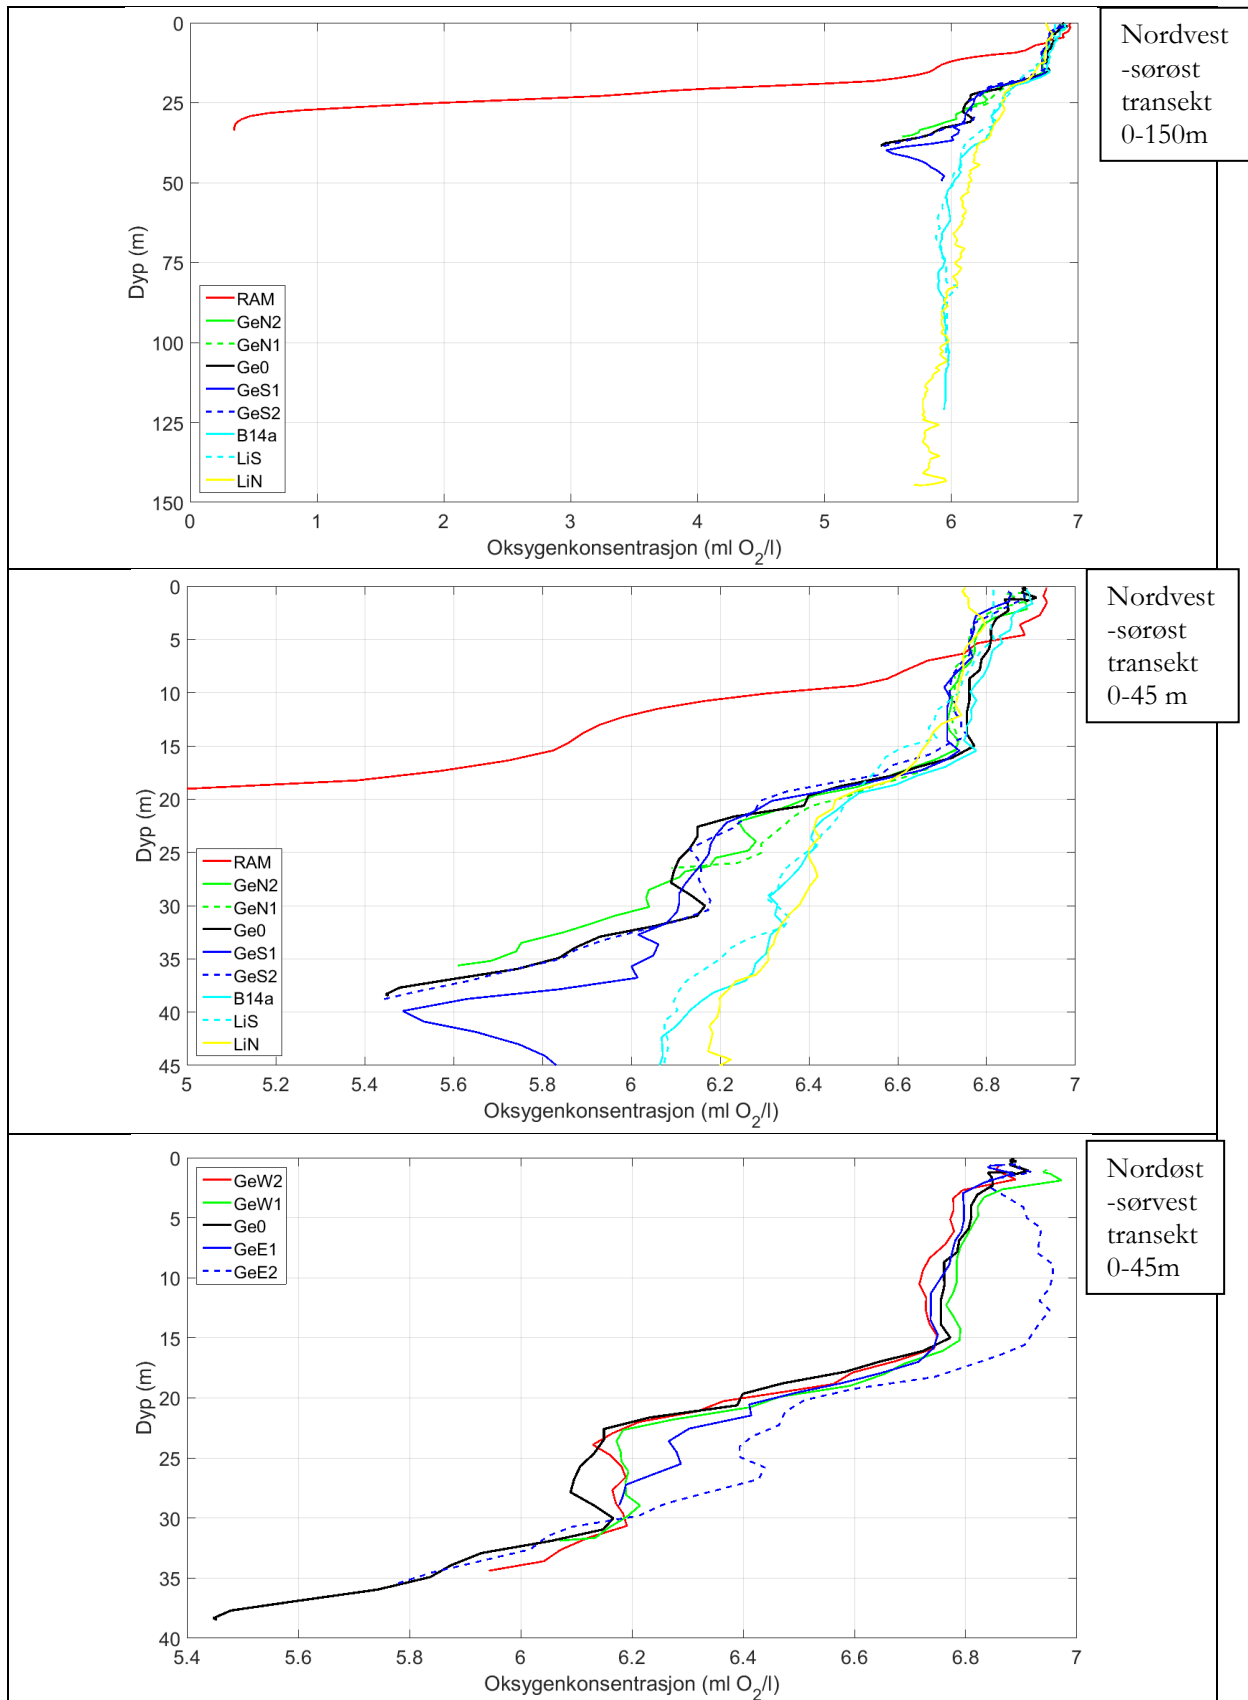 0
25
50
75
100
125
150
Dyp (m)
RAM
GeN2
GeN1
Ge0
GeS1
GeS2
B14a
LiS
LiN
0 1 2 3 4 5 6 7
Oksygenkonsentrasjon (ml O2/l)
Nordvest
-sørøst
transekt
0-150m
0
5
10
15
20
25
30
35
40
45
Dyp (m)
RAM
GeN2
GeN1
Ge0
GeS1
GeS2
B14a
LiS
LiN
5 5.2 5.4 5.6 5.8 6 6.2 6.4 6.6 6.8 7
Oksygenkonsentrasjon (ml O2/l)
Nordvest
-sørøst
transekt
0-45 m
0
5
10
15
20
25
30
35
40
Dyp (m)
GeW2
GeW1
Ge0
GeE1
GeE2
5.4 5.6 5.8 6 6.2 6.4 6.6 6.8 7
Oksygenkonsentrasjon (ml O2/l)
Nordøst
-sørvest
transekt
0-45m